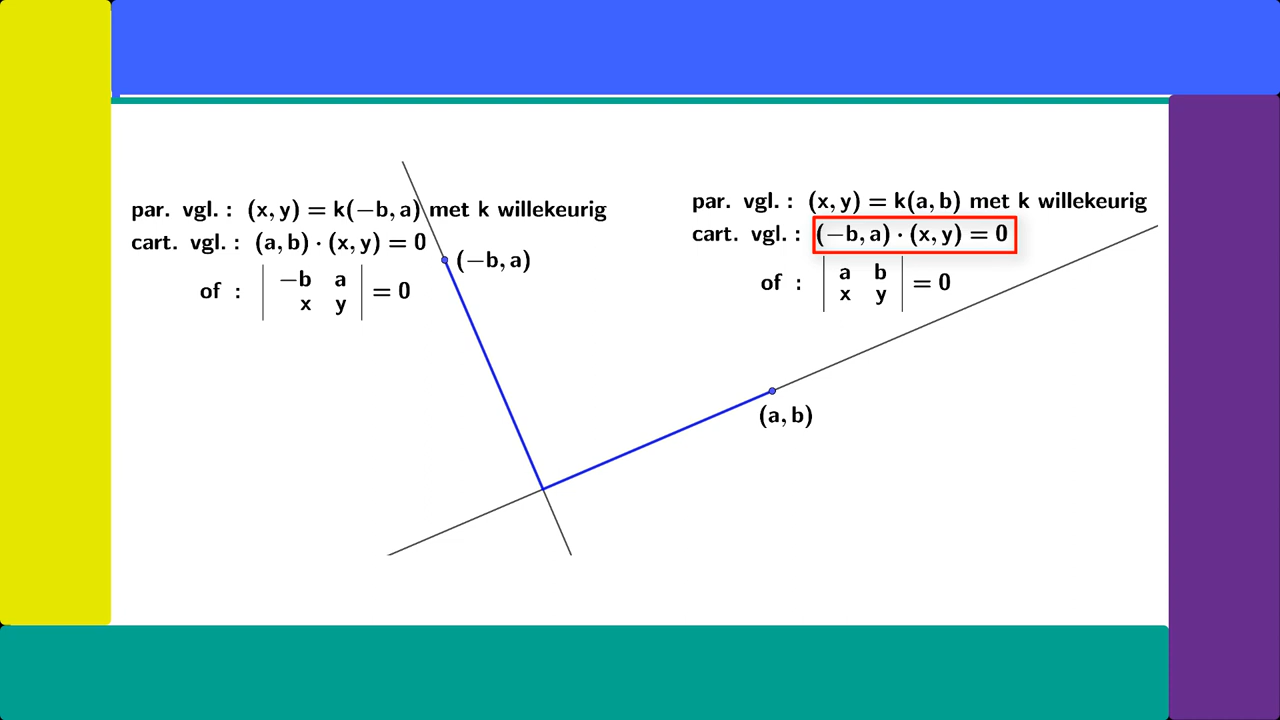 par. vgl. : (x, y) = k(−b, a) met k willekeurig
cart. vgl. : (a, b) · (x, y) = 0
(−b, a)
of : | −b a |
| x y | = 0
par. vgl. : (x, y) = k(a, b) met k willekeurig
cart. vgl. : (−b, a) · (x, y) = 0
of : | a b |
| x y | = 0
(a, b)